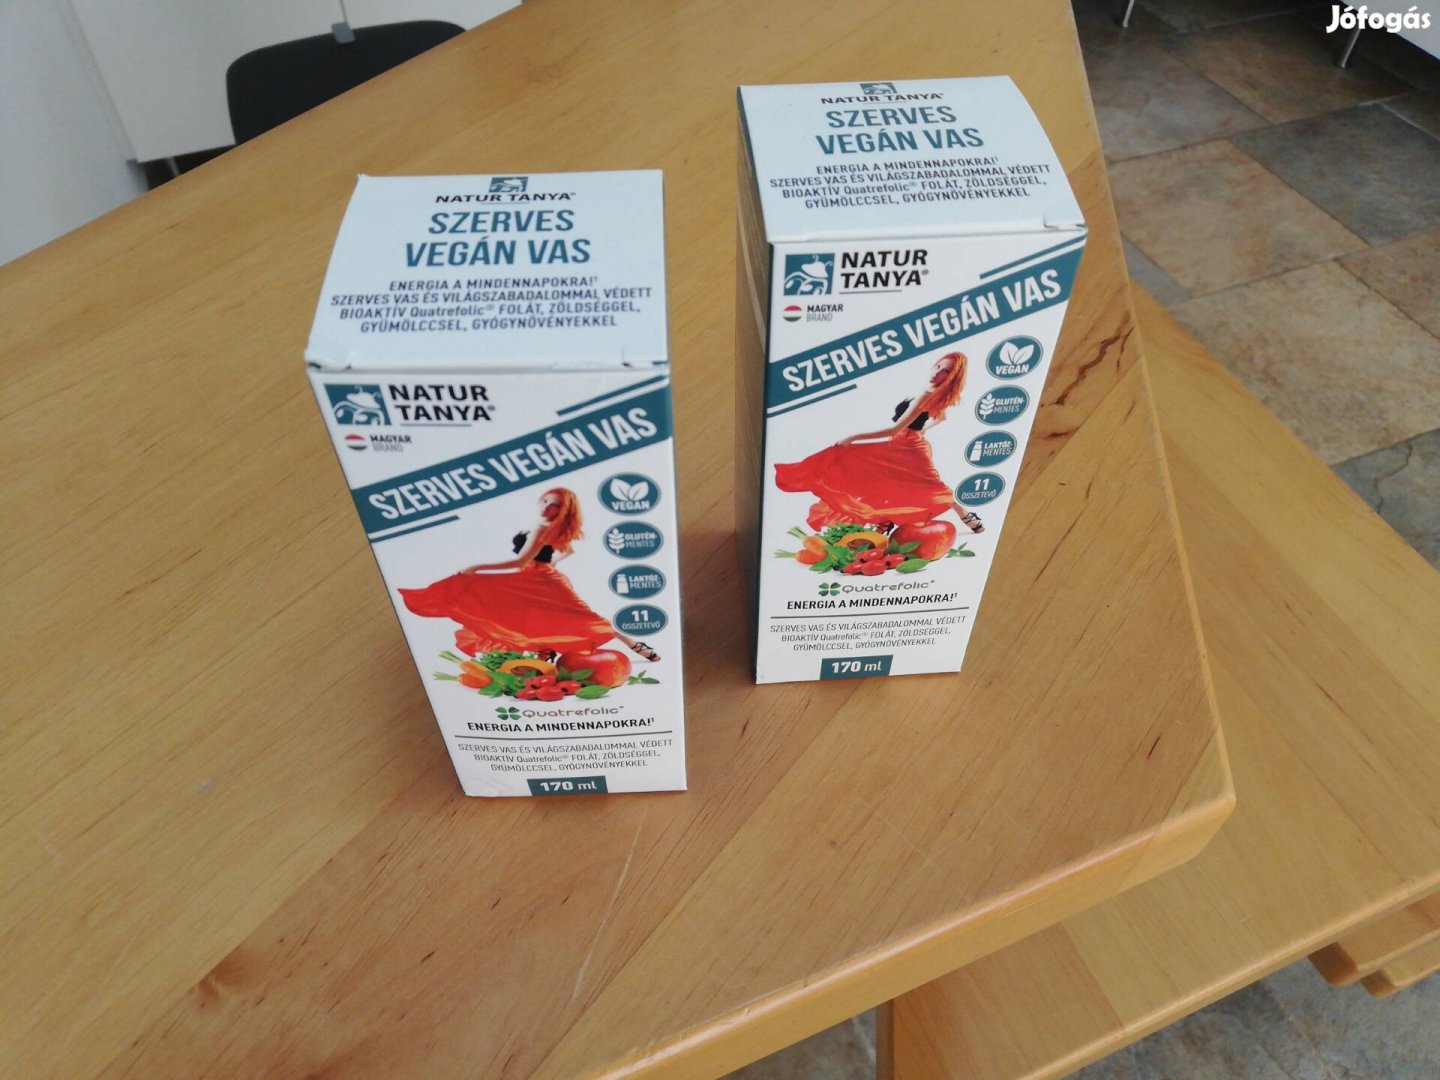 Jófogás
NATUR TANYA®
SZERVES
VEGÁN VAS
ENERGIA A MINDENNAPOKRA!¹
SZERVES VAS ÉS VILÁGSZABADALOMMAL VÉDETT
BIOAKTÍV Quatrefolic® FOLÁT, ZÖLDSÉGGEL,
GYÜMÖLCCSEL, GYÓGYNÖVÉNYEKKEL
NATUR
TANYA®
MAGYAR
BRAND
SZERVES VEGÁN VAS
VEGAN
GLUTÉN-
MENTES
LAKTÓZ-
MENTES
11
ÖSSZETEVŐ
Quatrefolic®
ENERGIA A MINDENNAPOKRA!¹
SZERVES VAS ÉS VILÁGSZABADALOMMAL VÉDETT
BIOAKTÍV Quatrefolic® FOLÁT, ZÖLDSÉGGEL,
GYÜMÖLCCSEL, GYÓGYNÖVÉNYEKKEL
170 ml
NATUR TANYA®
SZERVES
VEGÁN VAS
ENERGIA A MINDENNAPOKRA!¹
SZERVES VAS ÉS VILÁGSZABADALOMMAL VÉDETT
BIOAKTÍV Quatrefolic® FOLÁT, ZÖLDSÉGGEL,
GYÜMÖLCCSEL, GYÓGYNÖVÉNYEKKEL
NATUR
TANYA®
MAGYAR
BRAND
SZERVES VEGÁN VAS
VEGAN
GLUTÉN-
MENTES
LAKTÓZ-
MENTES
11
ÖSSZETEVŐ
Quatrefolic®
ENERGIA A MINDENNAPOKRA!¹
SZERVES VAS ÉS VILÁGSZABADALOMMAL VÉDETT
BIOAKTÍV Quatrefolic® FOLÁT, ZÖLDSÉGGEL,
GYÜMÖLCCSEL, GYÓGYNÖVÉNYEKKEL
170 ml